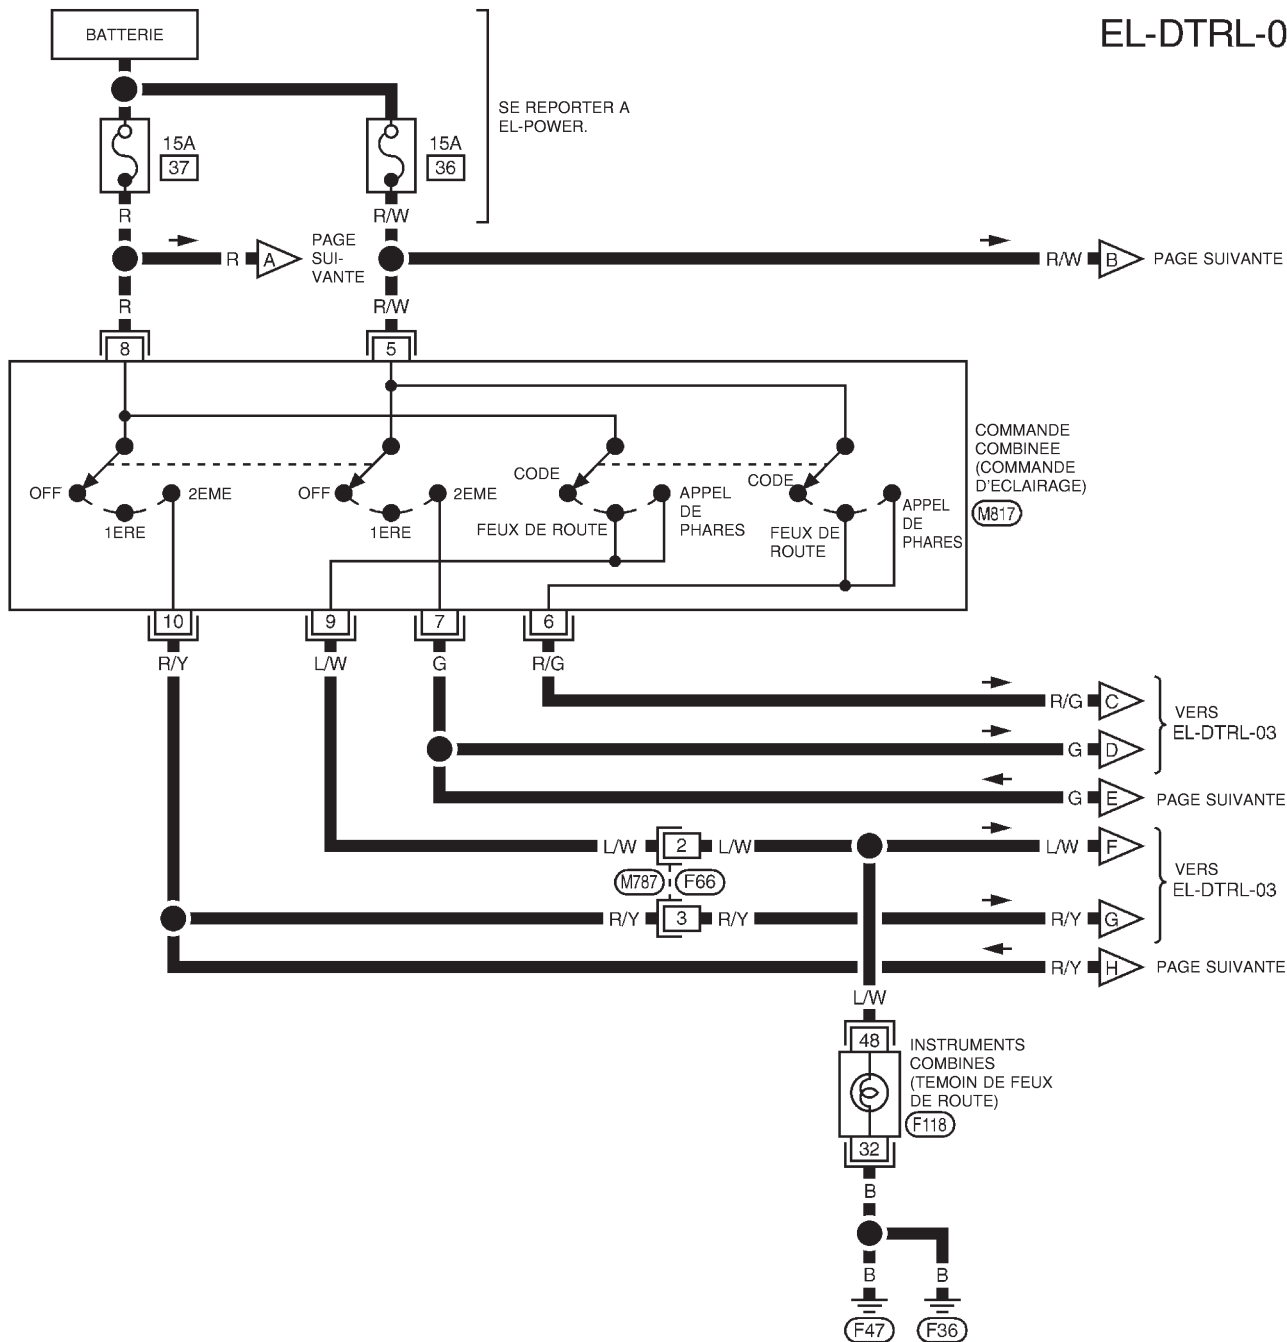 EL-DTRL-0
BATTERIE
SE REPORTER A
EL-POWER.
15A
37
15A
36
R
R/W
PAGE
SUI-
VANTE
R
A
R/W
B
PAGE SUIVANTE
R
R/W
8
5
COMMANDE
COMBINEE
(COMMANDE
D'ECLAIRAGE)
M817
OFF
1ERE
2EME
OFF
1ERE
2EME
CODE
FEUX DE ROUTE
APPEL
DE
PHARES
CODE
FEUX DE
ROUTE
APPEL
DE
PHARES
10
9
7
6
R/Y
L/W
G
R/G
R/G
C
G
D
VERS
EL-DTRL-03
G
E
PAGE SUIVANTE
L/W
2
L/W
L/W
F
M787
F66
R/Y
3
R/Y
R/Y
G
VERS
EL-DTRL-03
R/Y
H
PAGE SUIVANTE
L/W
48
INSTRUMENTS
COMBINES
(TEMOIN DE FEUX
DE ROUTE)
F118
32
B
B
B
F47
F36